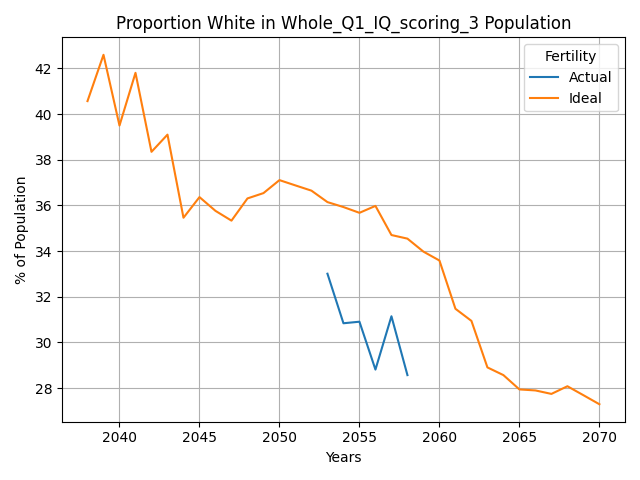 Proportion White in Whole_Q1_IQ_scoring_3 Population
Fertility
Actual
Ideal
% of Population
42
40
38
36
34
32
30
28
2040 2045 2050 2055 2060 2065 2070
Years